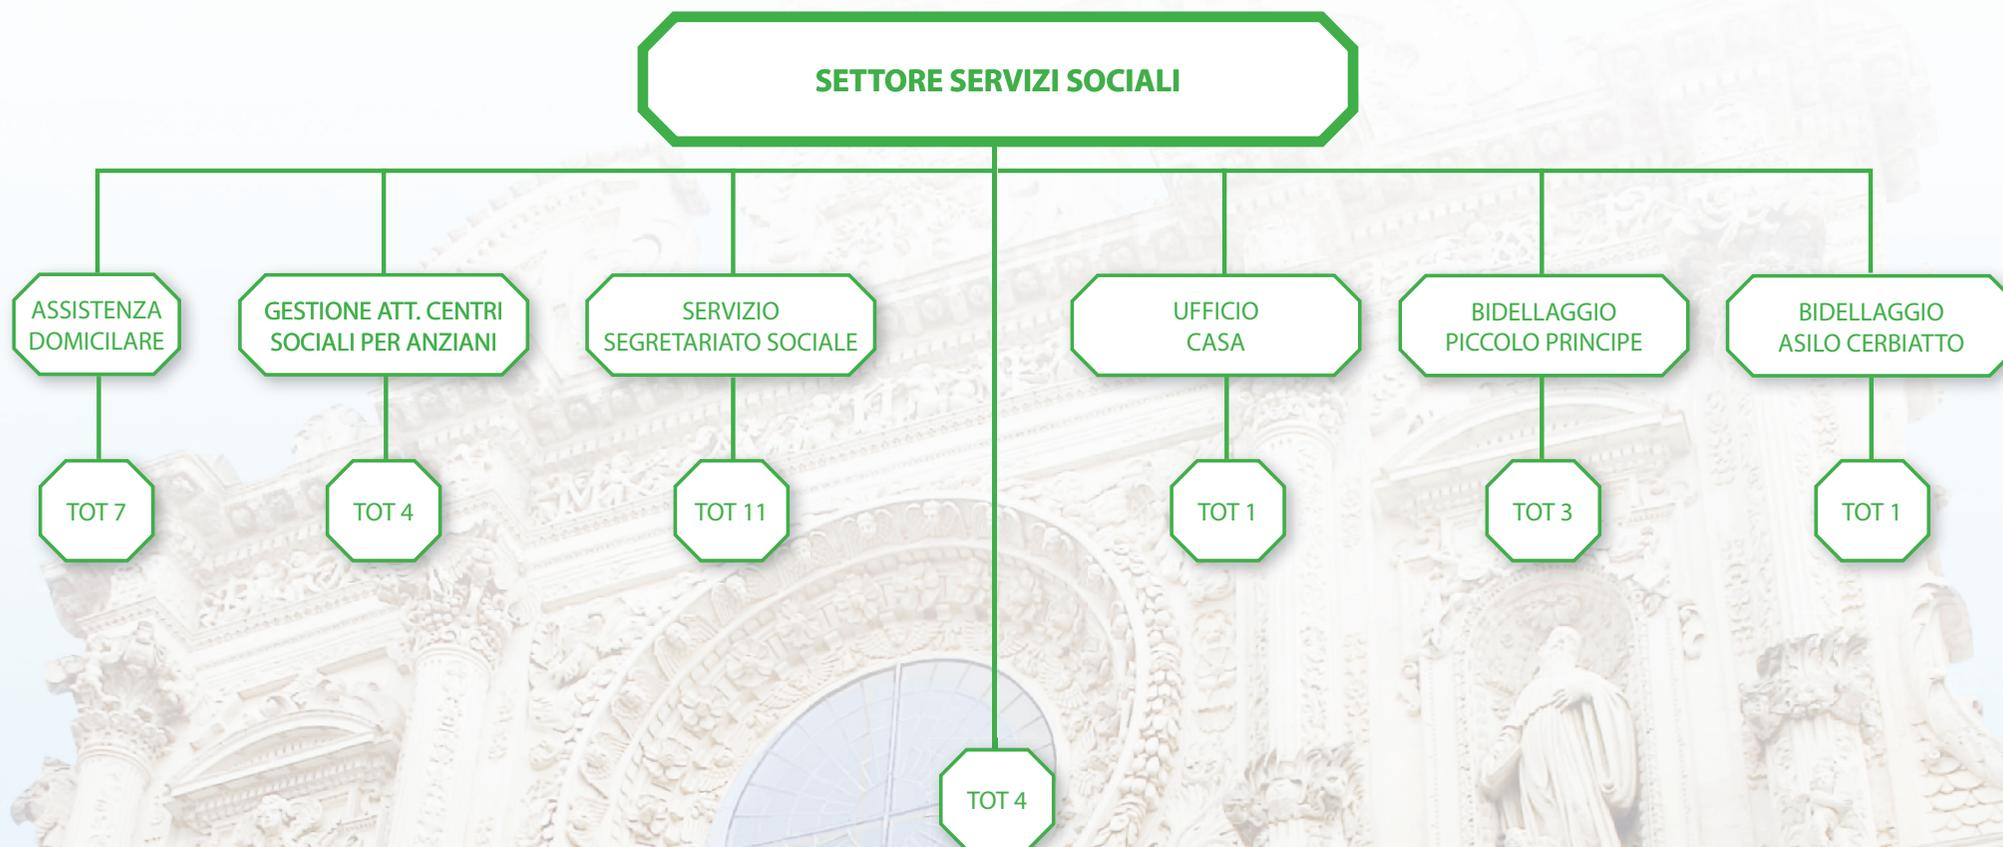 SETTORE SERVIZI SOCIALI
ASSISTENZA
DOMICILARE
GESTIONE ATT. CENTRI
SOCIALI PER ANZIANI
SERVIZIO
SEGRETARIATO SOCIALE
UFFICIO
CASA
BIDELLAGGIO
PICCOLO PRINCIPE
BIDELLAGGIO
ASILO CERBIATTO
TOT 7
TOT 4
TOT 11
TOT 1
TOT 3
TOT 1
TOT 4